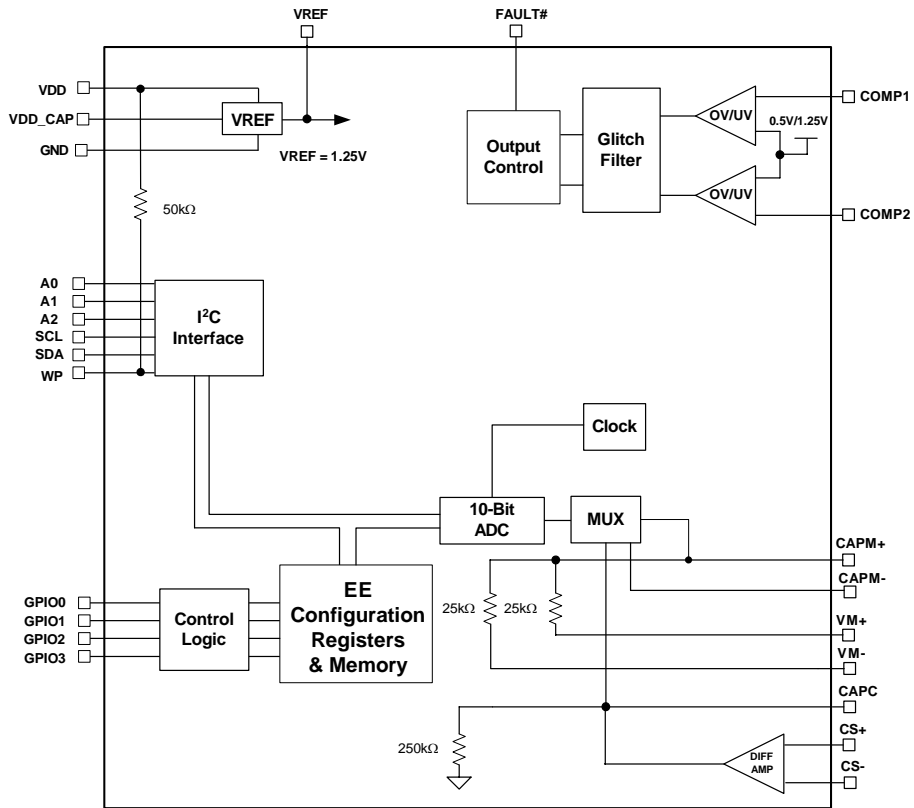 VREF
FAULT#
VDD
VDD_CAP
GND
VREF
VREF = 1.25V
50kΩ
Output
Control
Glitch
Filter
OV/UV
OV/UV
0.5V/1.25V
COMP1
COMP2
A0
A1
A2
SCL
SDA
WP
I²C
Interface
Clock
10-Bit
ADC
MUX
CAPM+
CAPM-
25kΩ
25kΩ
VM+
VM-
GPIO0
GPIO1
GPIO2
GPIO3
Control
Logic
EE
Configuration
Registers
& Memory
CAPC
250kΩ
DIFF
AMP
CS+
CS-